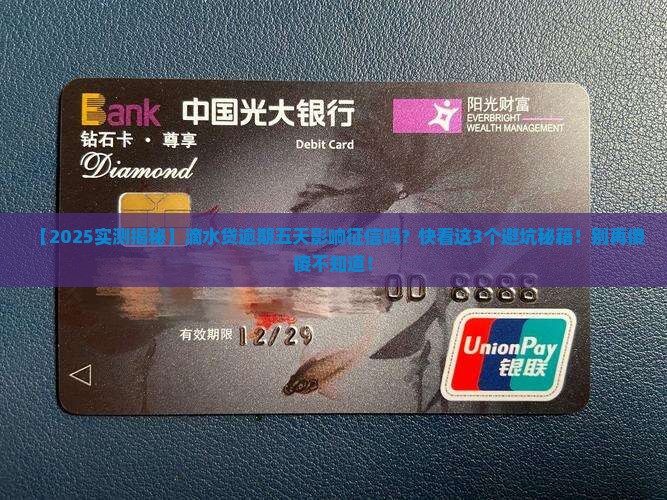 Bank 中国光大银行
阳光财富
EVERBRIGHT
WEALTH MANAGEMENT
钻石卡·尊享
Debit Card
Diamond
【2025实测揭秘】滴水贷逾期五天影响征信吗？快看这3个避坑秘籍！别再傻
傻不知道！
00 8888
有效期限 12/29
UnionPay
银联